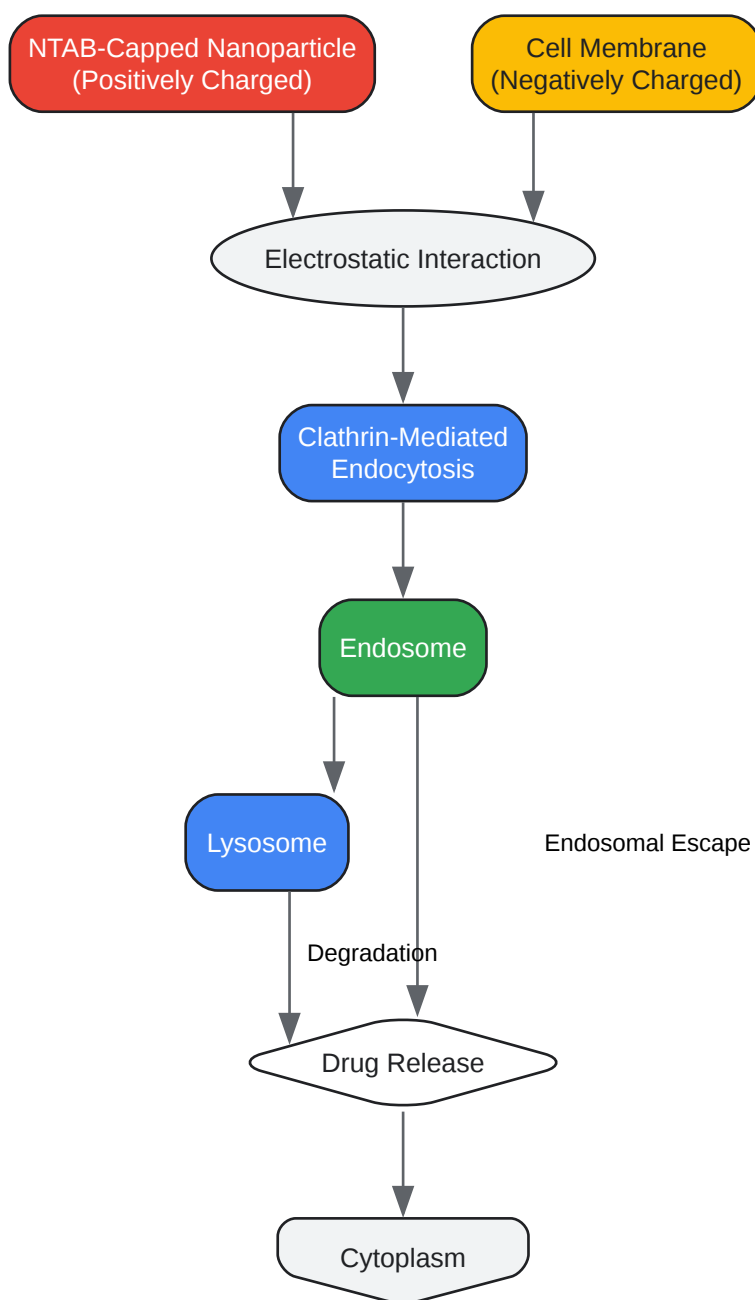 NTAB-Capped Nanoparticle
(Positively Charged)
Cell Membrane
(Negatively Charged)
Electrostatic Interaction
Clathrin-Mediated
Endocytosis
Endosome
Lysosome
Endosomal Escape
Degradation
Drug Release
Cytoplasm